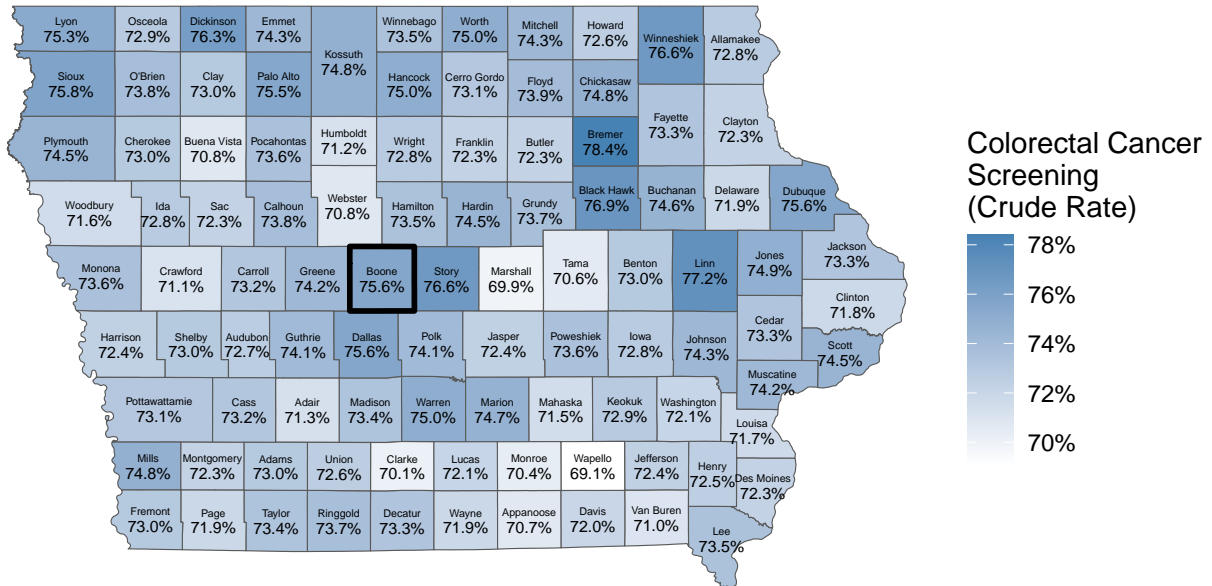 Lyon Osceola Dickinson Emmet Winnebago Worth Mitchell Howard Winneshiek Allamakee
75.3% 72.9% 76.3% 74.3% 73.5% 75.0% 74.3% 72.6% 76.6% 72.8%
Kossuth
74.8%
Sioux O'Brien Clay Palo Alto Hancock Cerro Gordo Floyd Chickasaw
75.8% 73.8% 73.0% 75.5% 75.0% 73.1% 73.9% 74.8%
Fayette Clayton
73.3% 72.3%
Plymouth Cherokee Buena Vista Pocahontas Humboldt Wright Franklin Butler Bremer
74.5% 73.0% 70.8% 73.6% 71.2% 72.8% 72.3% 72.3% 78.4%
Woodbury Ida Sac Calhoun Webster Hamilton Hardin Grundy Black Hawk Buchanan Delaware Dubuque
71.6% 72.8% 72.3% 73.8% 70.8% 73.5% 74.5% 73.7% 76.9% 74.6% 71.9% 75.6%
Monona Crawford Carroll Greene Boone Story Marshall Tama Benton Linn Jones Jackson
73.6% 71.1% 73.2% 74.2% 75.6% 76.6% 69.9% 70.6% 73.0% 77.2% 74.9% 73.3%
Clinton
71.8%
Harrison Shelby Audubon Guthrie Dallas Polk Jasper Poweshiek Iowa Johnson Cedar Scott
72.4% 73.0% 72.7% 74.1% 75.6% 74.1% 72.4% 73.6% 72.8% 74.3% 73.3% 74.5%
Muscatine
74.2%
Pottawattamie Cass Adair Madison Warren Marion Mahaska Keokuk Washington Louisa
73.1% 73.2% 71.3% 73.4% 75.0% 74.7% 71.5% 72.9% 72.1% 71.7%
Mills Montgomery Adams Union Clarke Lucas Monroe Wapello Jefferson Henry Des Moines
74.8% 72.3% 73.0% 72.6% 70.1% 72.1% 70.4% 69.1% 72.4% 72.5% 72.3%
Fremont Page Taylor Ringgold Decatur Wayne Appanoose Davis Van Buren Lee
73.0% 71.9% 73.4% 73.7% 73.3% 71.9% 70.7% 72.0% 71.0% 73.5%
Colorectal Cancer
Screening
(Crude Rate)
78%
76%
74%
72%
70%